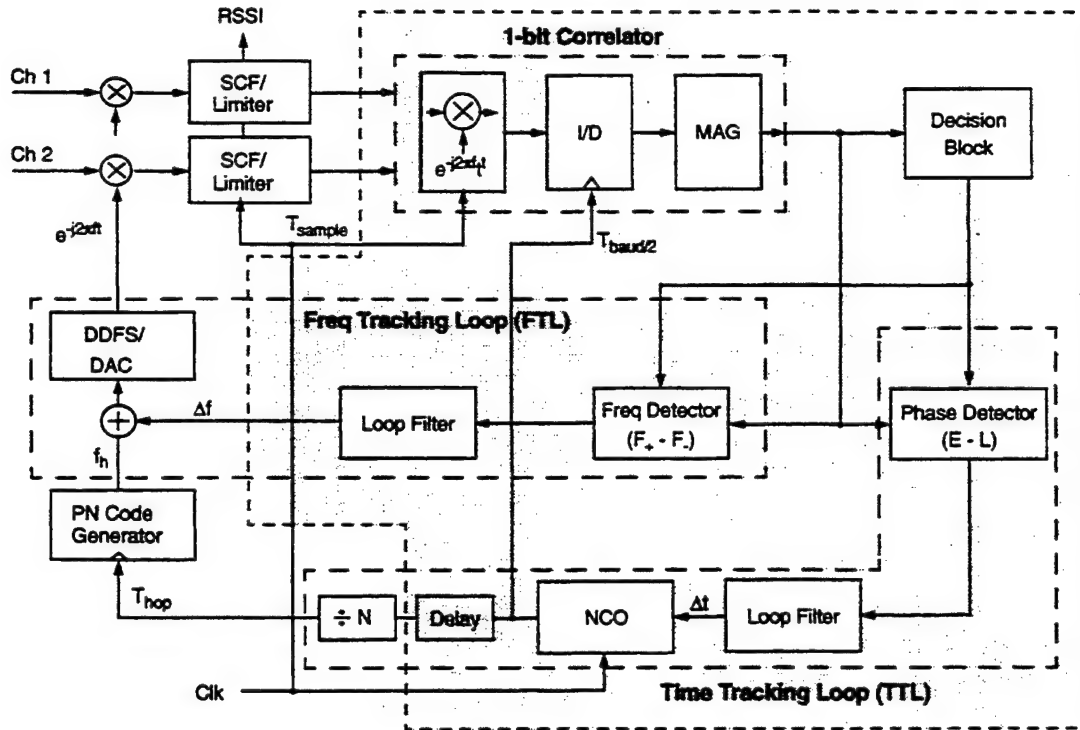 RSSI
1-bit Correlator
Ch 1
SCF/
Limiter
Ch 2
SCF/
Limiter
I/D
MAG
Decision
Block
T_sample
T_baud/2
Freq Tracking Loop (FTL)
DDFS/
DAC
Δf
Loop Filter
Freq Detector
(F+ - F-)
Phase Detector
(E - L)
+
f_h
PN Code
Generator
T_hop
÷ N
Delay
NCO
Δt
Loop Filter
Clk
Time Tracking Loop (TTL)